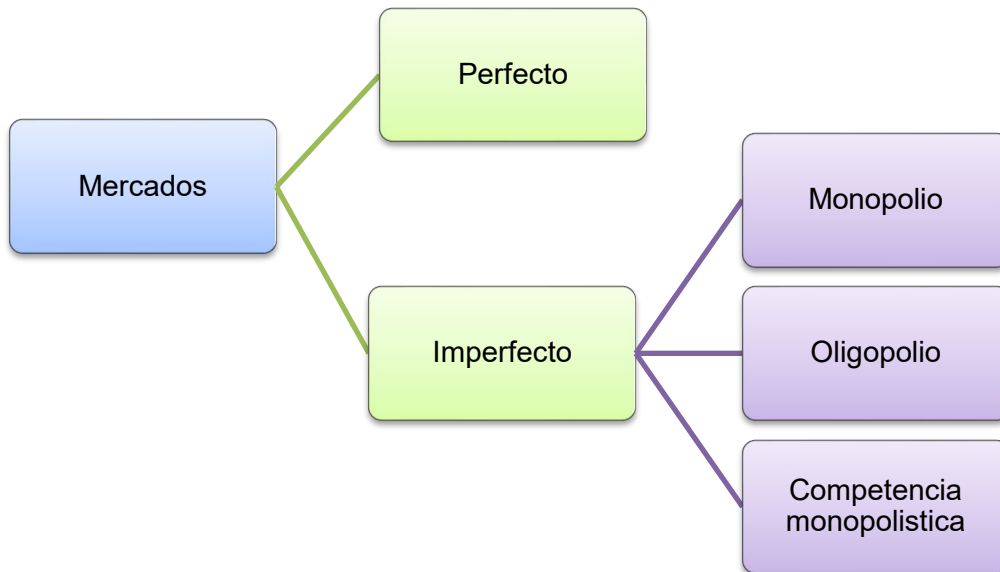 Perfecto
Mercados
Monopolio
Imperfecto
Oligopolio
Competencia
monopolistica